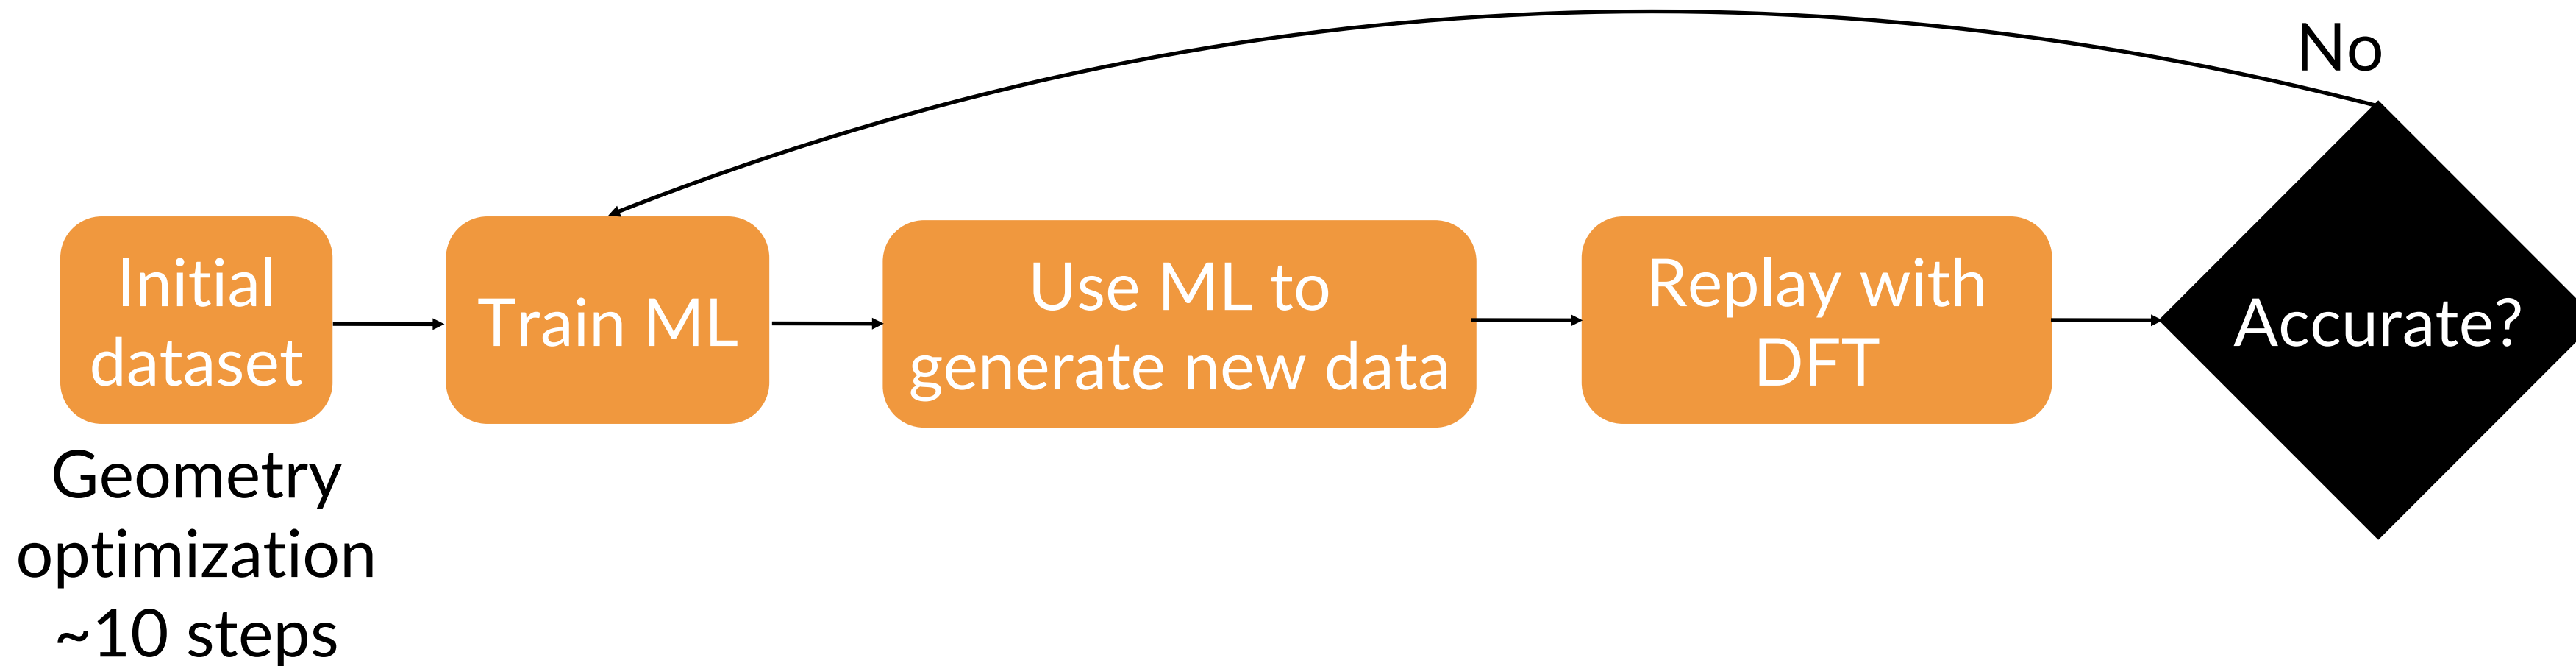 No
Initial
dataset
Train ML
Use ML to
generate new data
Replay with
DFT
Accurate?
Geometry
optimization
~10 steps